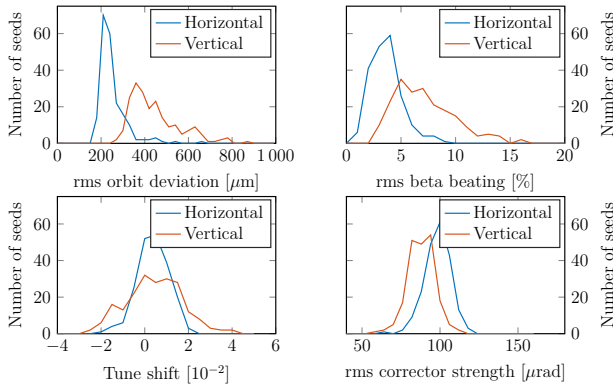 Number of seeds
60
40
20
0
Horizontal
Vertical
0 200 400 600 800 1 000
rms orbit deviation [μm]
Horizontal
Vertical
60
40
20
0
Number of seeds
0 5 10 15 20
rms beta beating [%]
Number of seeds
60
40
20
0
Horizontal
Vertical
−4 −2 0 2 4 6
Tune shift [10⁻²]
Horizontal
Vertical
60
40
20
0
Number of seeds
50 100 150
rms corrector strength [μrad]